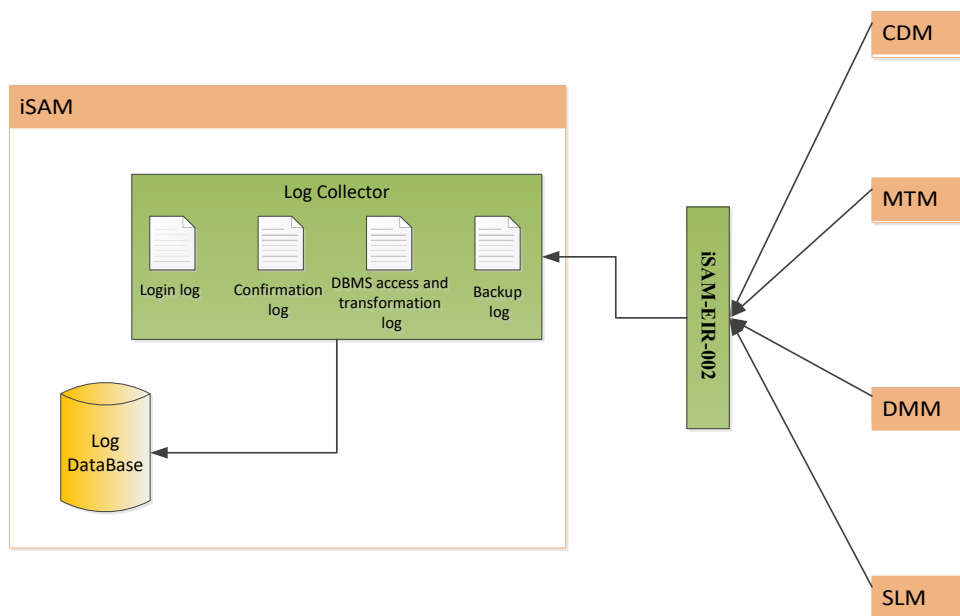 CDM
iSAM
Log Collector
MTM
Login log
Confirmation
log
DBMS access and
transformation
log
Backup
log
iSAM-EIR-002
DMM
Log
DataBase
SLM